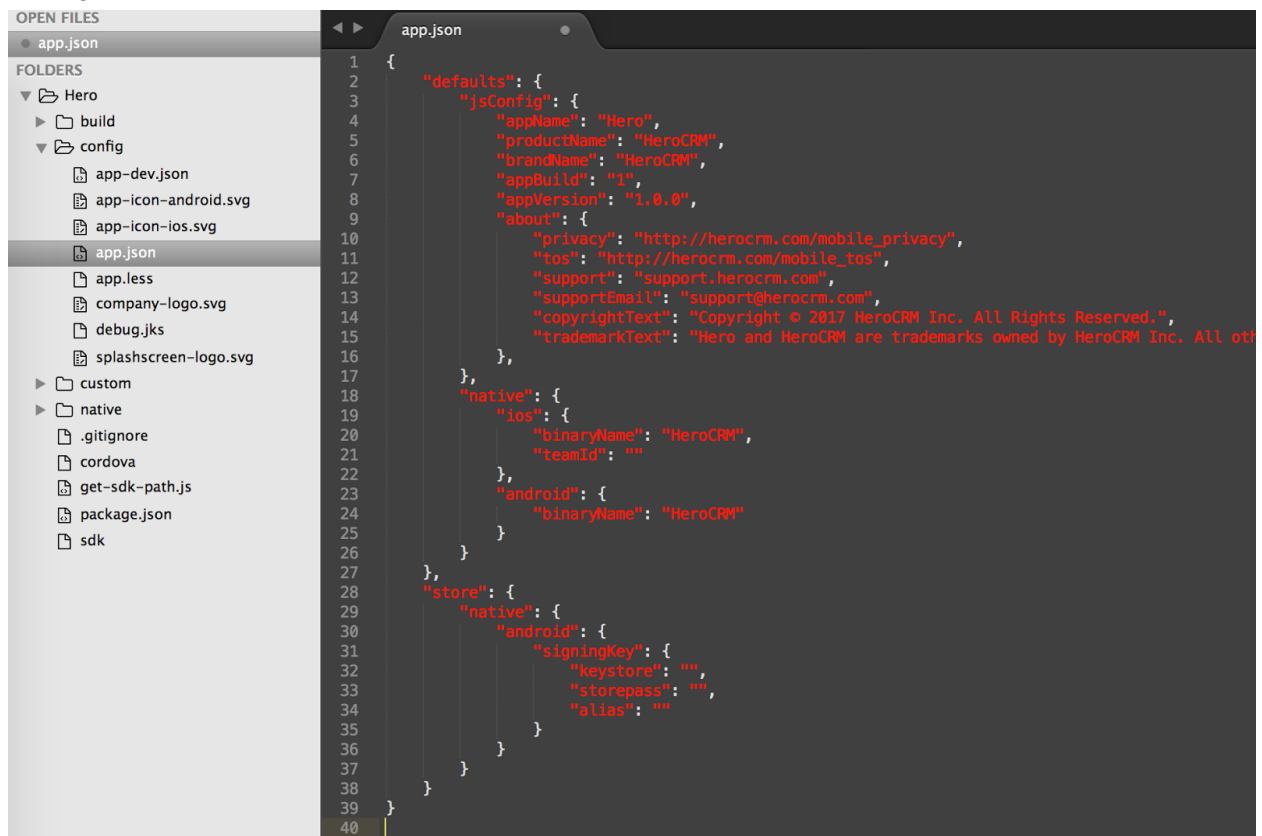 OPEN FILES
app.json
FOLDERS
Hero
build
config
app-dev.json
app-icon-android.svg
app-icon-ios.svg
app.json
app.less
company-logo.svg
debug.jks
splashscreen-logo.svg
custom
native
.gitignore
cordova
get-sdk-path.js
package.json
sdk
app.json
1 {
2 "defaults": {
3 "jsConfig": {
4 "appName": "Hero",
5 "productName": "HeroCRM",
6 "brandName": "HeroCRM",
7 "appBuild": "1",
8 "appVersion": "1.0.0",
9 "about": {
10 "privacy": "http://herocrm.com/mobile_privacy",
11 "tos": "http://herocrm.com/mobile_tos",
12 "support": "support.herocrm.com",
13 "supportEmail": "support@herocrm.com",
14 "copyrightText": "Copyright © 2017 HeroCRM Inc. All Rights Reserved.",
15 "trademarkText": "Hero and HeroCRM are trademarks owned by HeroCRM Inc. All oth
16 },
17 },
18 "native": {
19 "ios": {
20 "binaryName": "HeroCRM",
21 "teamId": ""
22 },
23 "android": {
24 "binaryName": "HeroCRM"
25 }
26 }
27 },
28 "store": {
29 "native": {
30 "android": {
31 "signingKey": {
32 "keystore": "",
33 "storepass": "",
34 "alias": ""
35 }
36 }
37 }
38 }
39 }
40